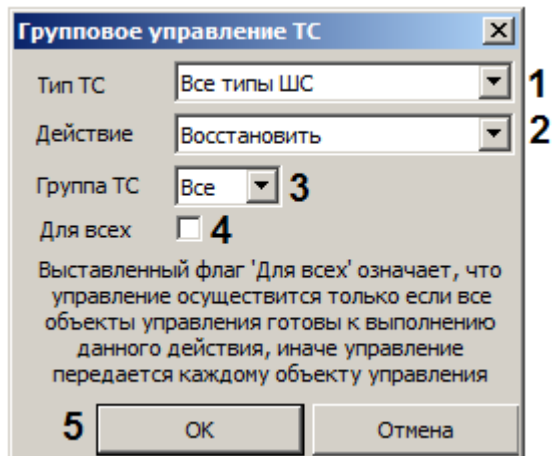 Групповое управление ТС
Тип ТС Все типы ШС 1
Действие Восстановить 2
Группа ТС Все 3
Для всех 4
Выставленный флаг 'Для всех' означает, что
управление осуществится только если все
объекты управления готовы к выполнению
данного действия, иначе управление
передается каждому объекту управления
5 ОК Отмена